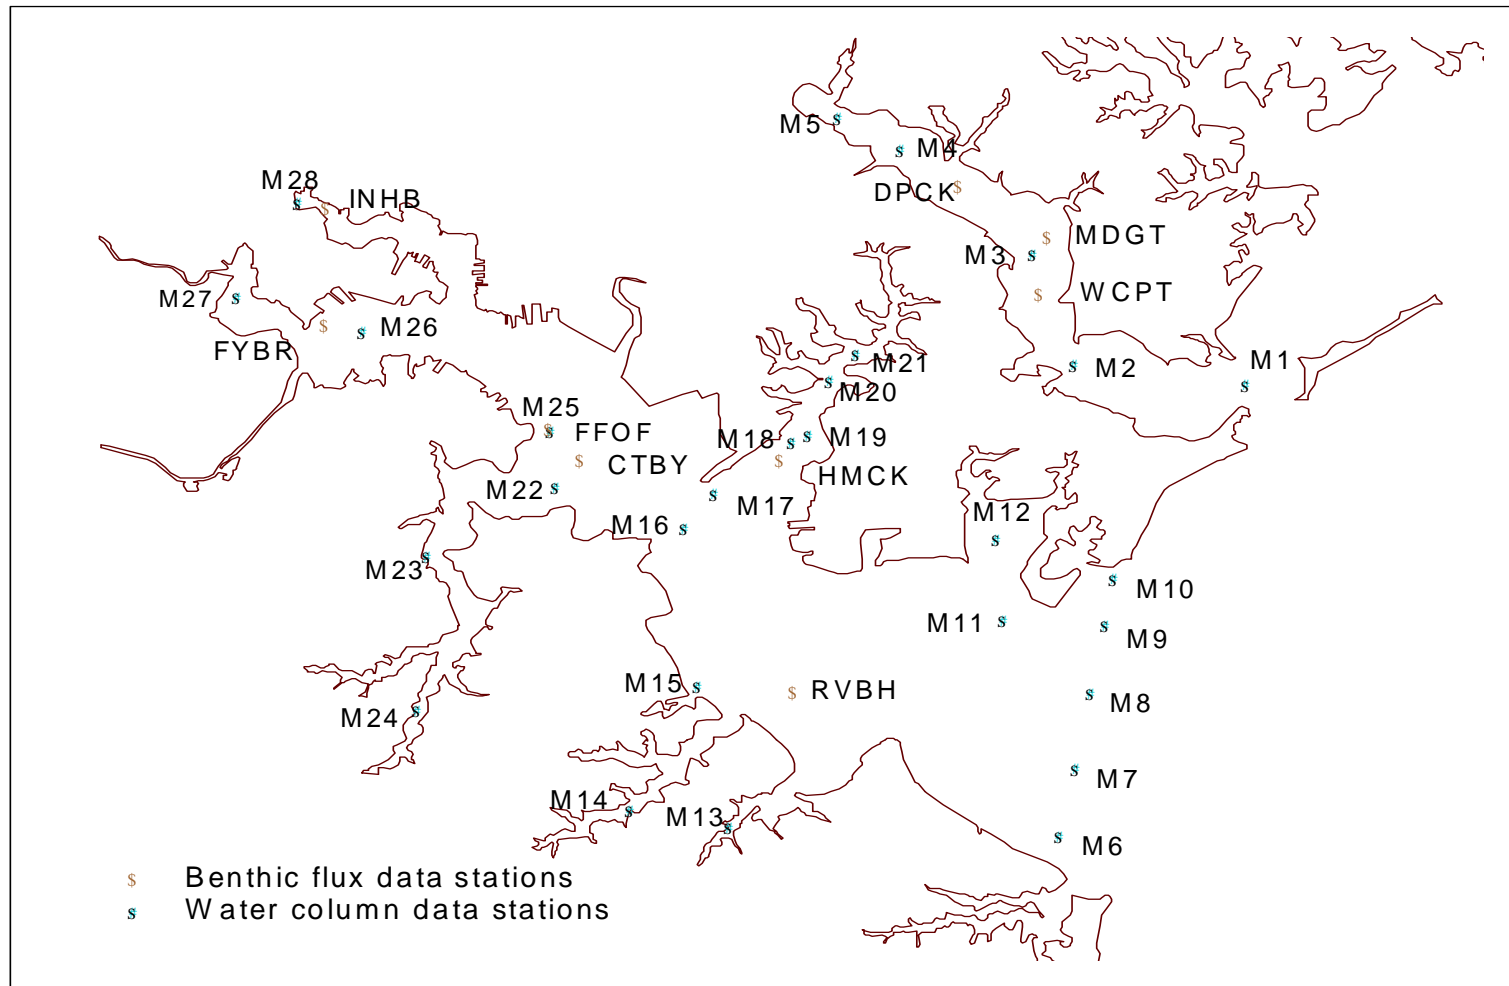 M5
M4
M28
INHB
DPCK
MDGT
M3
M27
WCPT
M26
FYBR
M21
M2
M1
M20
M25
FFOF
M18
M19
CTBY
HMCK
M22
M17
M16
M12
M23
M10
M11
M9
M15
RVBH
M8
M24
M7
M14
M13
M6
$ Benthic flux data stations
S Water column data stations